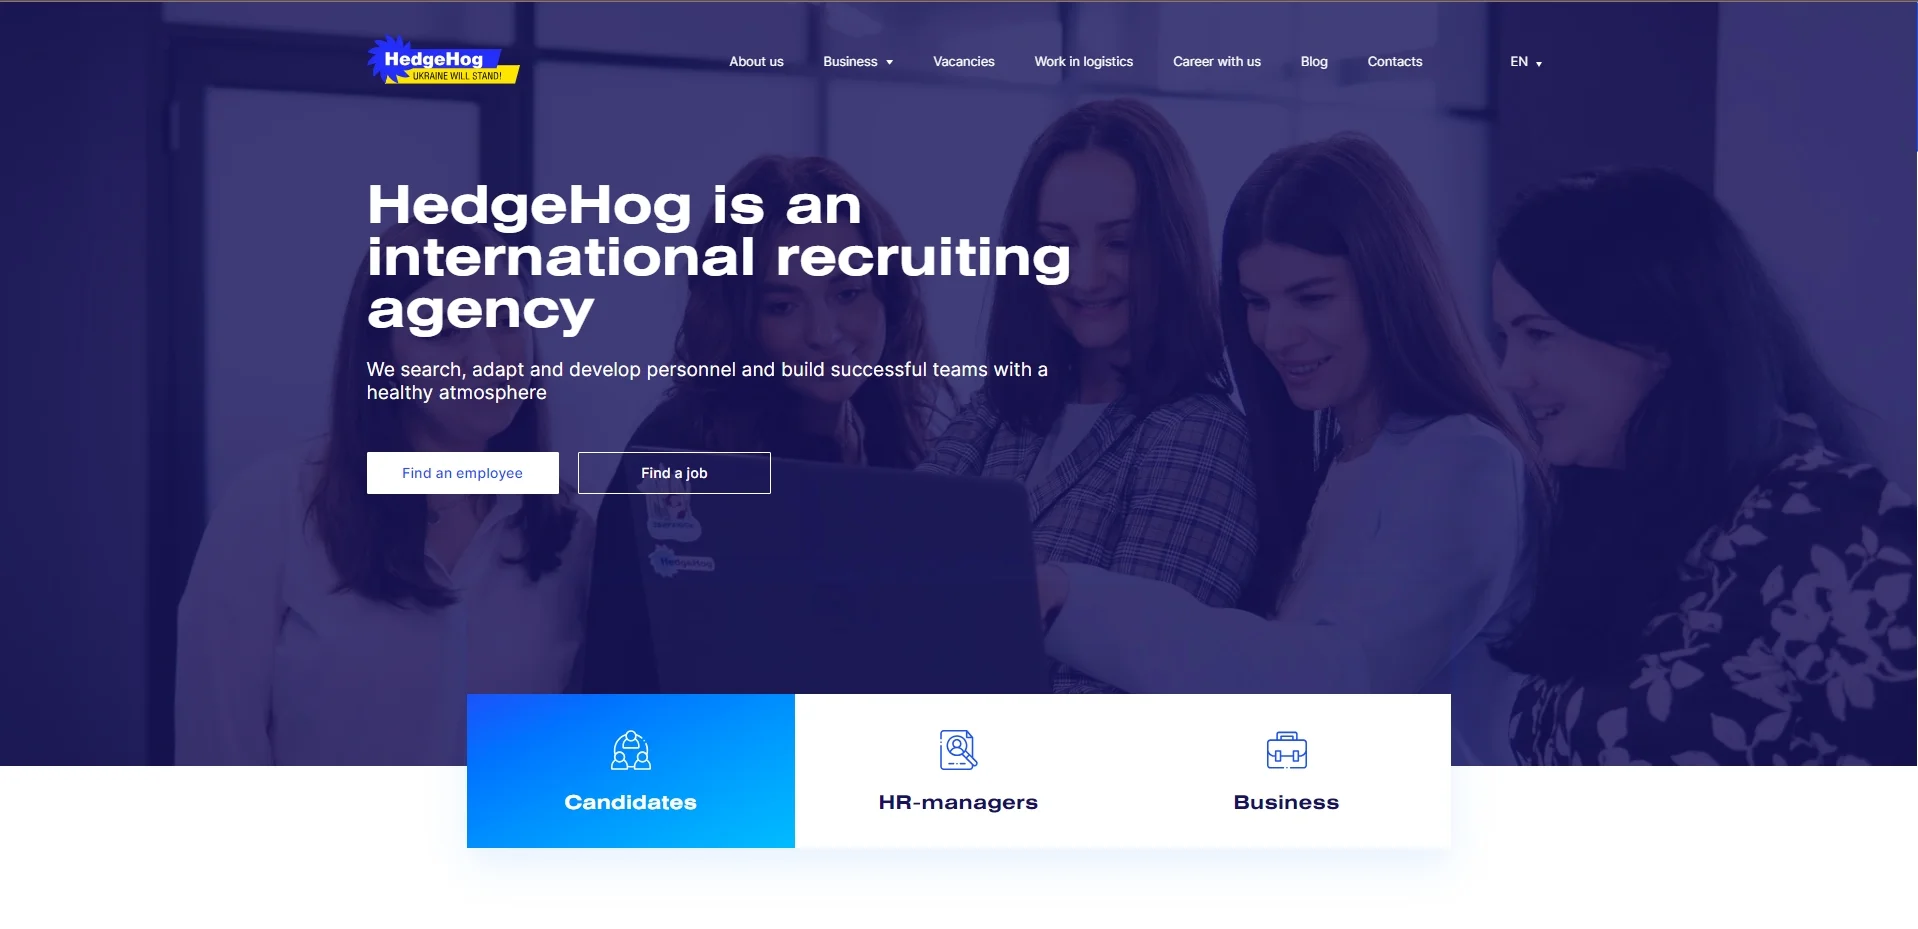 HedgeHog
UKRAINE WILL STAND!
About us
Business
Vacancies
Work in logistics
Career with us
Blog
Contacts
EN
HedgeHog is an
international recruiting
agency
We search, adapt and develop personnel and build successful teams with a
healthy atmosphere
Find an employee
Find a job
HedgeHog
Candidates
HR-managers
Business